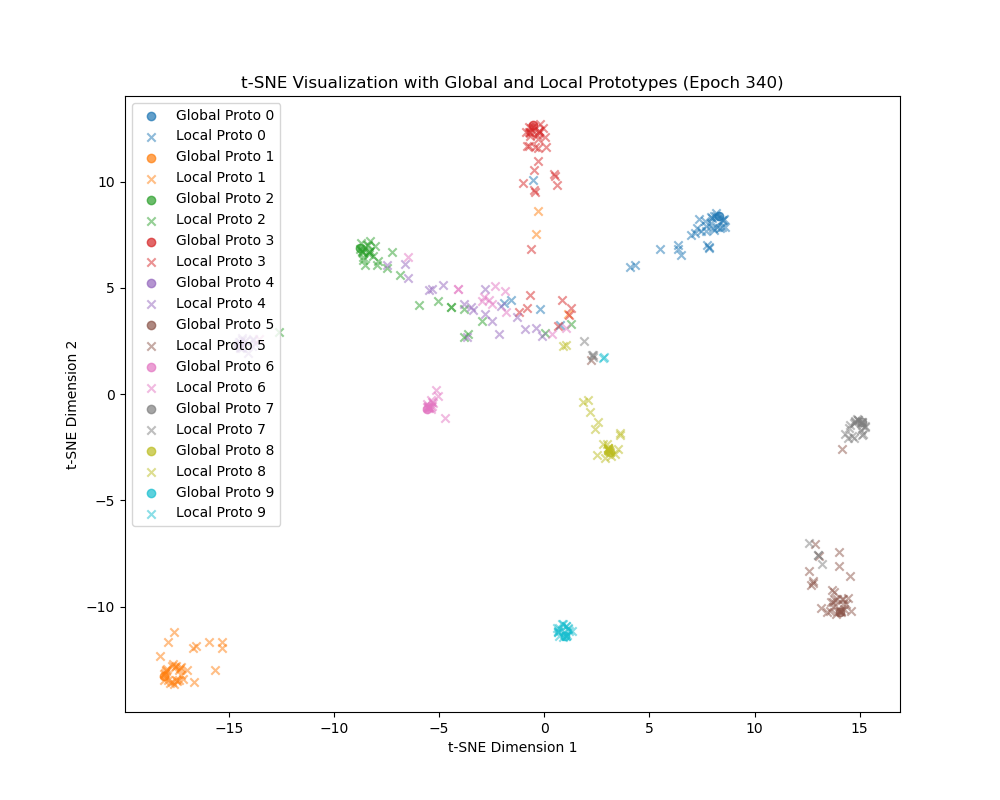 t-SNE Visualization with Global and Local Prototypes (Epoch 340)
Global Proto 0
Local Proto 0
Global Proto 1
Local Proto 1
Global Proto 2
Local Proto 2
Global Proto 3
Local Proto 3
Global Proto 4
Local Proto 4
Global Proto 5
Local Proto 5
Global Proto 6
Local Proto 6
Global Proto 7
Local Proto 7
Global Proto 8
Local Proto 8
Global Proto 9
Local Proto 9
10
5
0
−5
−10
t-SNE Dimension 2
−15 −10 −5 0 5 10 15
t-SNE Dimension 1